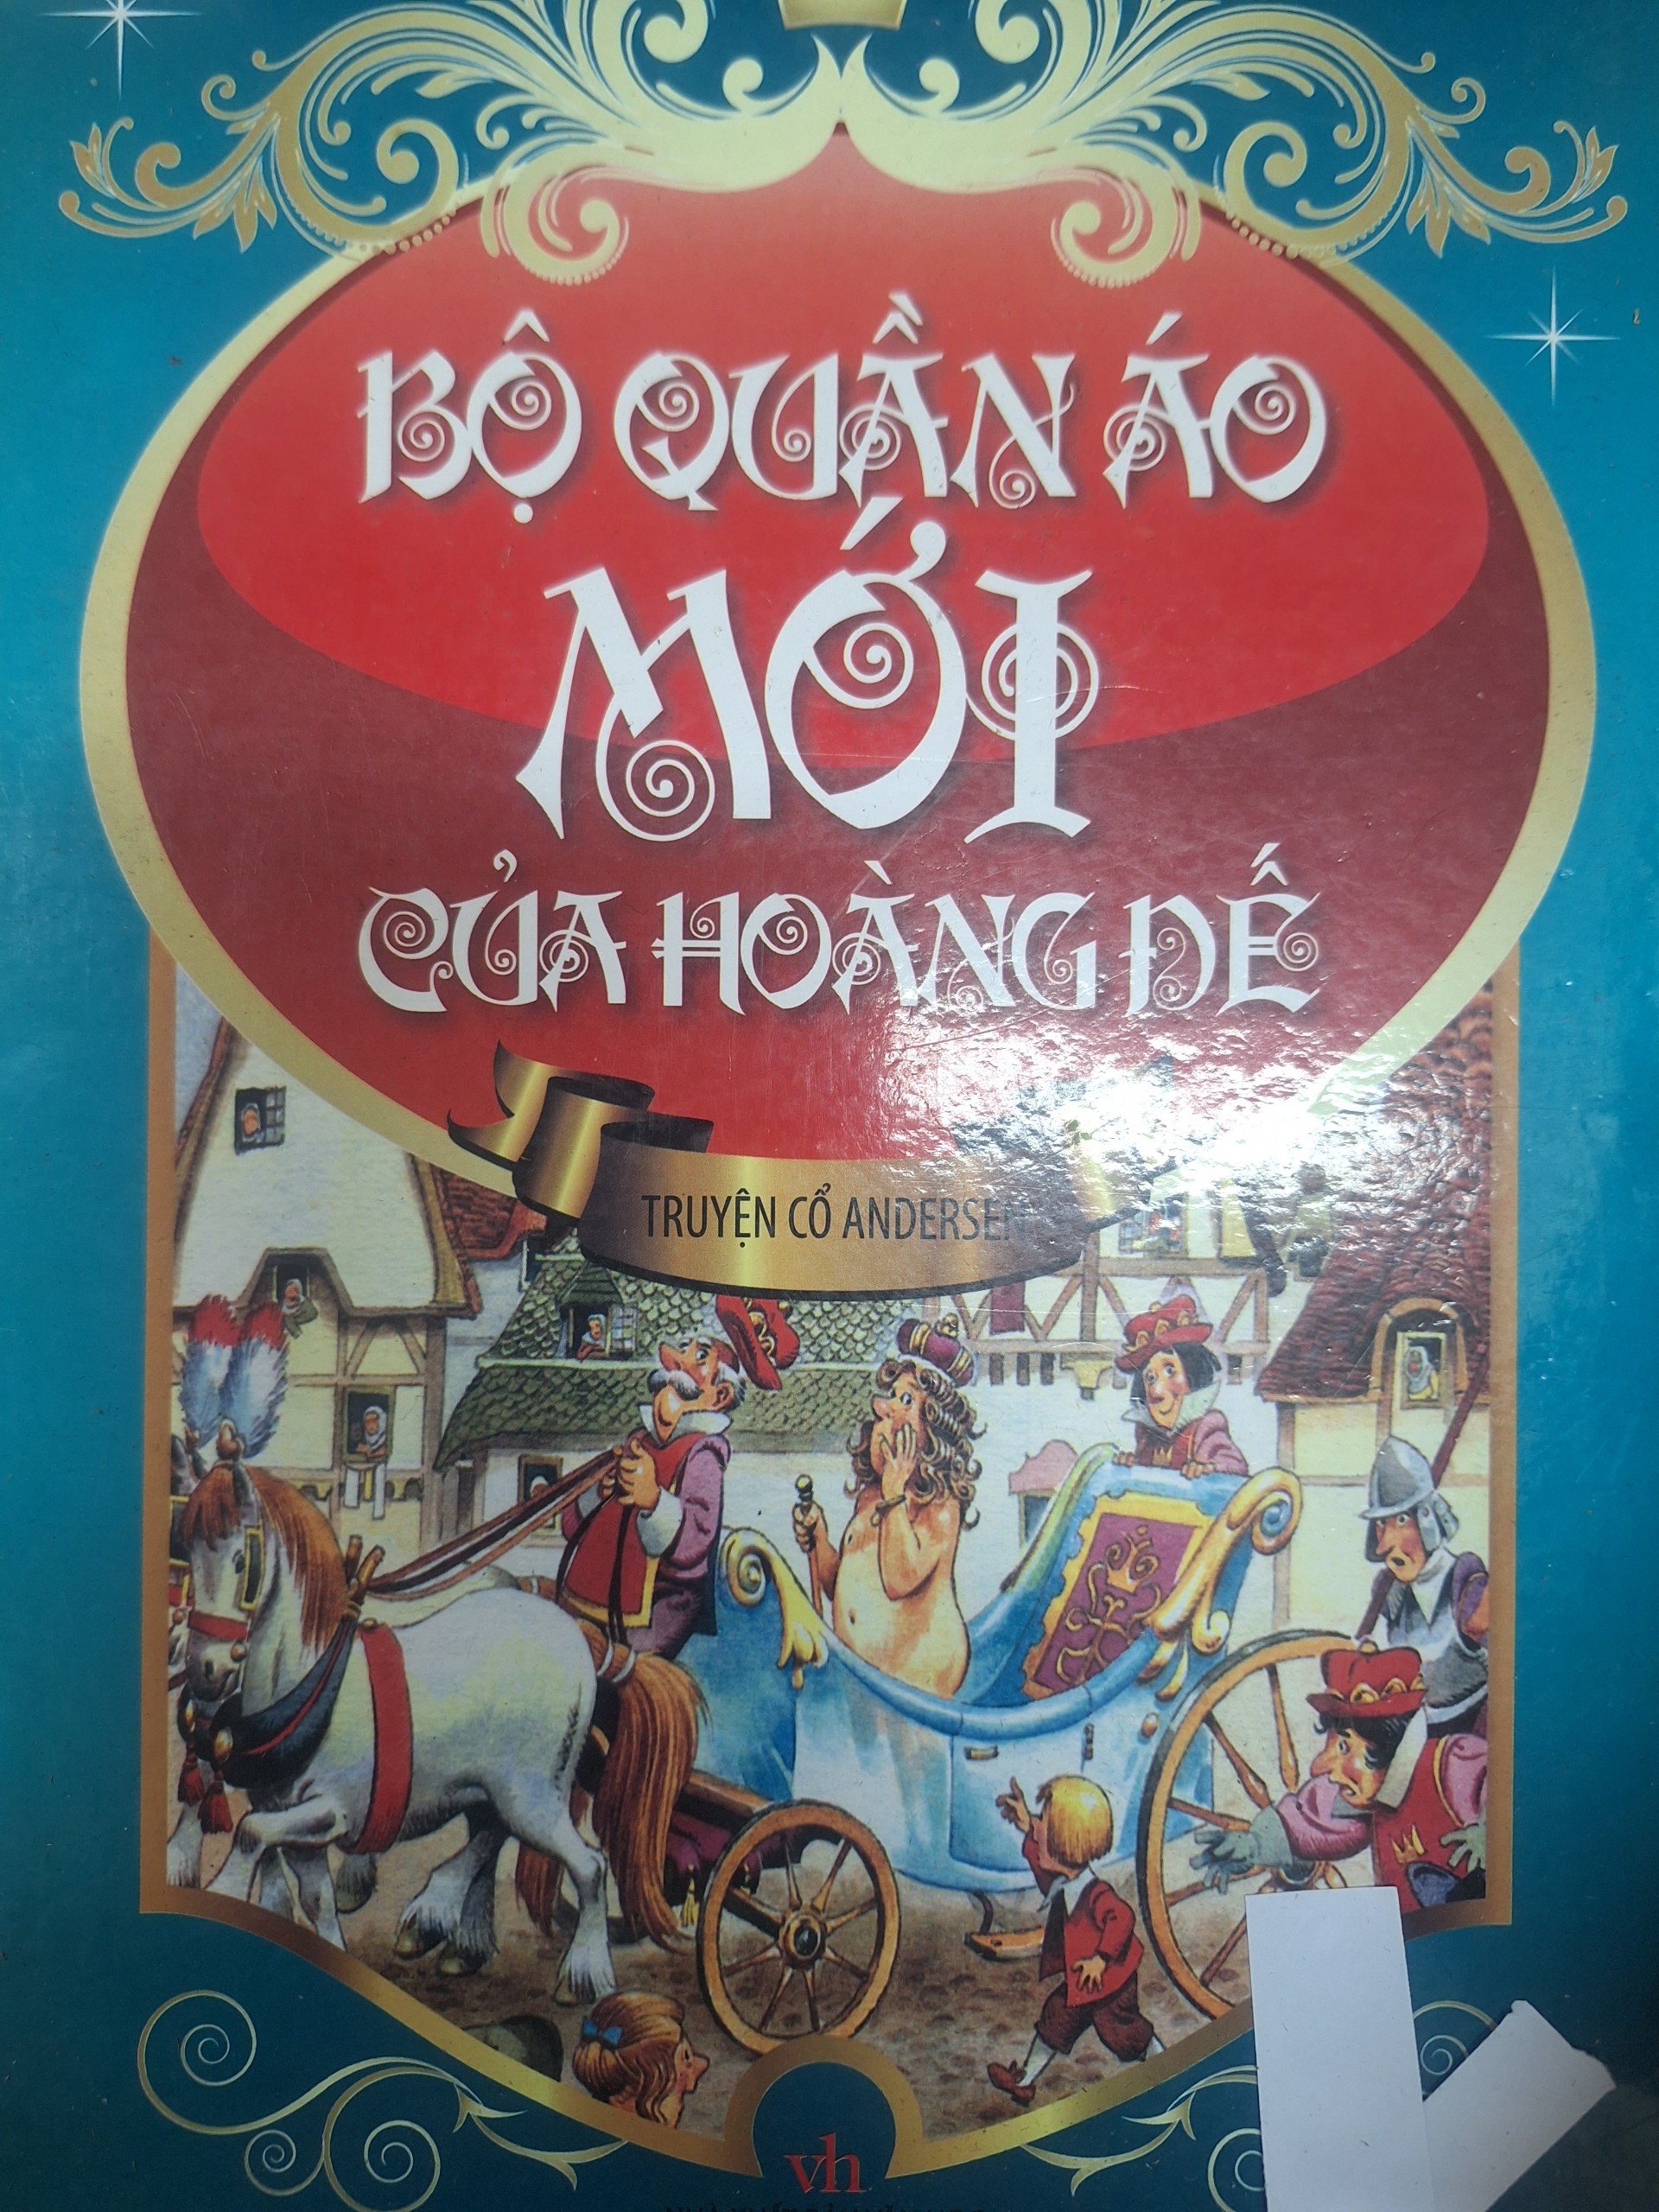 BỘ QUẦN ÁO
MỚI
CỦA HOÀNG ĐẾ
TRUYỆN CỔ ANDERSEN
vh